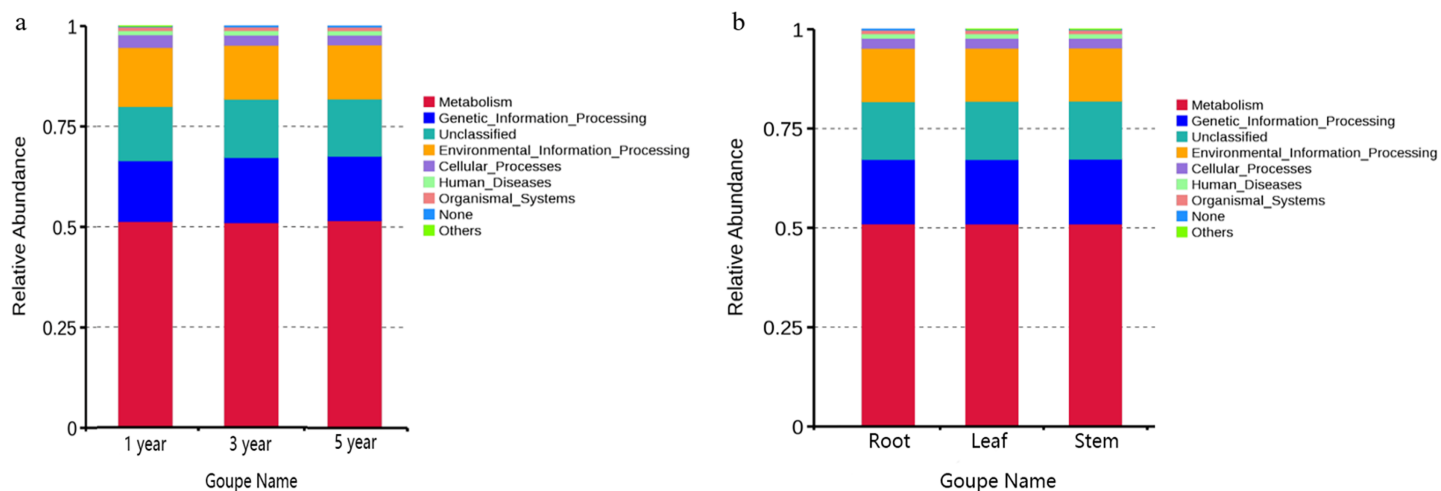 a
1
0.75
0.5
0.25
0
Relative Abundance
1 year
3 year
5 year
Goupe Name
Metabolism
Genetic_Information_Processing
Unclassified
Environmental_Information_Processing
Cellular_Processes
Human_Diseases
Organismal_Systems
None
Others
b
1
0.75
0.5
0.25
0
Relative Abundance
Root
Leaf
Stem
Goupe Name
Metabolism
Genetic_Information_Processing
Unclassified
Environmental_Information_Processing
Cellular_Processes
Human_Diseases
Organismal_Systems
None
Others